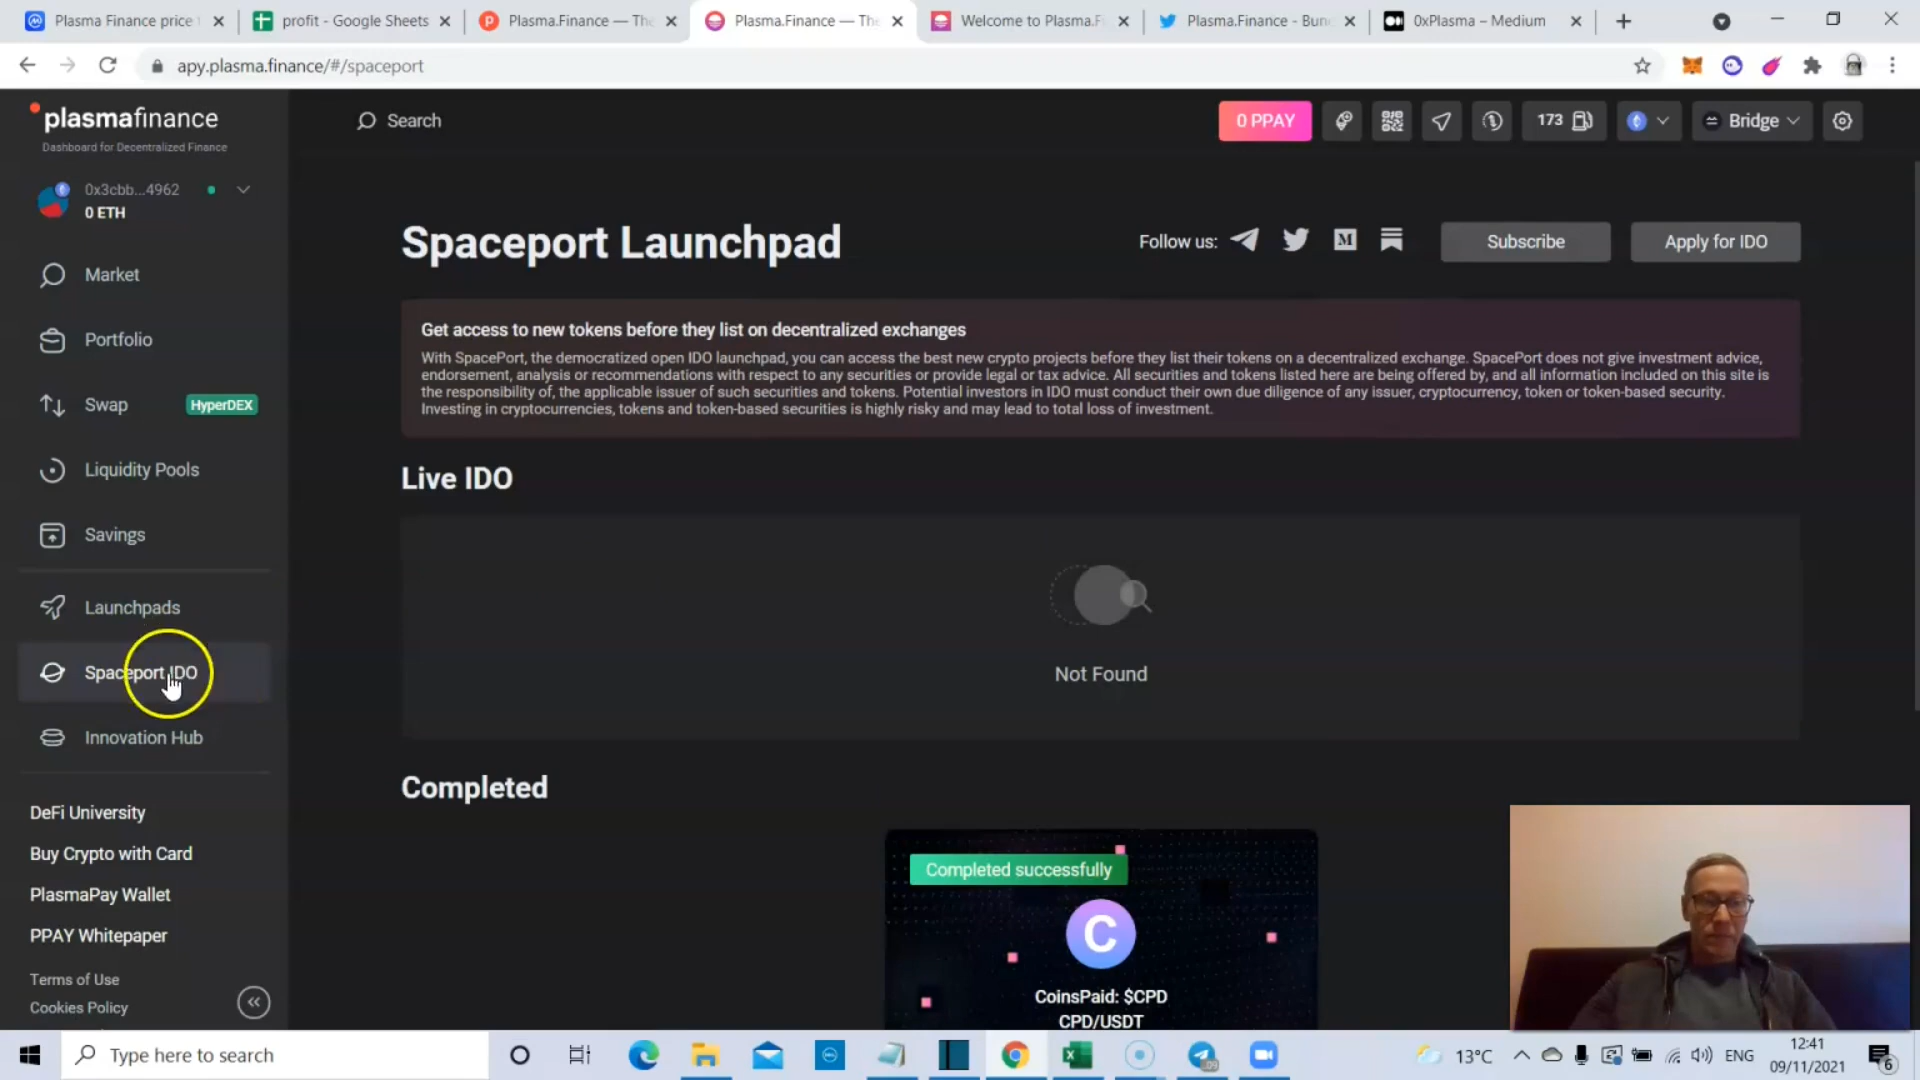 Plasma Finance price t
profit - Google Sheets
Plasma.Finance — The
Plasma.Finance — The
Welcome to Plasma.F
Plasma.Finance - Bun
0xPlasma – Medium
apy.plasma.finance/#/spaceport
plasmafinance
Dashboard for Decentralized Finance
0x3cbb...4962
0 ETH
Market
Portfolio
Swap
HyperDEX
Liquidity Pools
Savings
Launchpads
Spaceport IDO
Innovation Hub
DeFi University
Buy Crypto with Card
PlasmaPay Wallet
PPAY Whitepaper
Terms of Use
Cookies Policy
Search
0 PPAY
173
Bridge
Spaceport Launchpad
Follow us:
M
Subscribe
Apply for IDO
Get access to new tokens before they list on decentralized exchanges
With SpacePort, the democratized open IDO launchpad, you can access the best new crypto projects before they list their tokens on a decentralized exchange. SpacePort does not give investment advice,
endorsement, analysis or recommendations with respect to any securities or provide legal or tax advice. All securities and tokens listed here are being offered by, and all information included on this site is
the responsibility of, the applicable issuer of such securities and tokens. Potential investors in IDO must conduct their own due diligence of any issuer, cryptocurrency, token or token-based security.
Investing in cryptocurrencies, tokens and token-based securities is highly risky and may lead to total loss of investment.
Live IDO
Not Found
Completed
Completed successfully
C
CoinsPaid: $CPD
CPD/USDT
Type here to search
13°C
ENG
12:41
09/11/2021
6